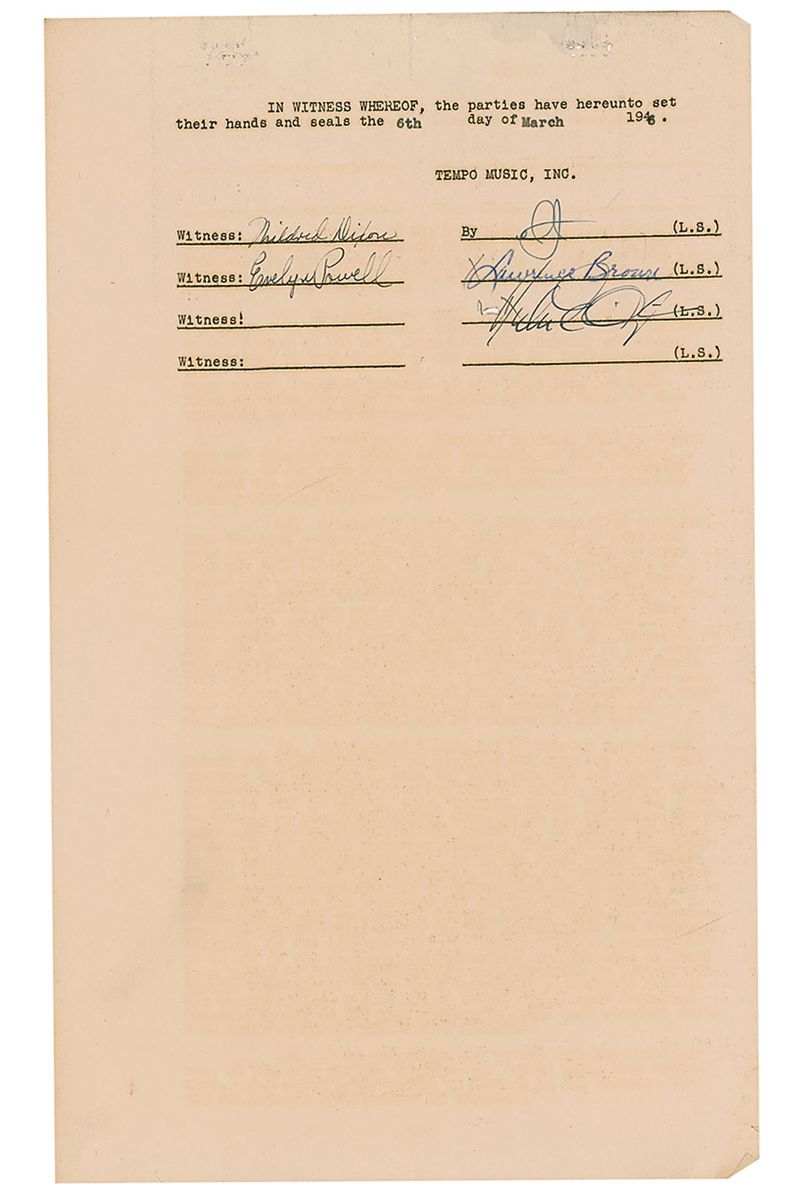 IN WITNESS WHEREOF, the parties have hereunto set
their hands and seals the 6th day of March 1946.
TEMPO MUSIC, INC.
Witness: Mildred Dixon By (L.S.)
Witness: Evelyn Powell X Lawrence Brown (L.S.)
Witness: (L.S.)
Witness: (L.S.)